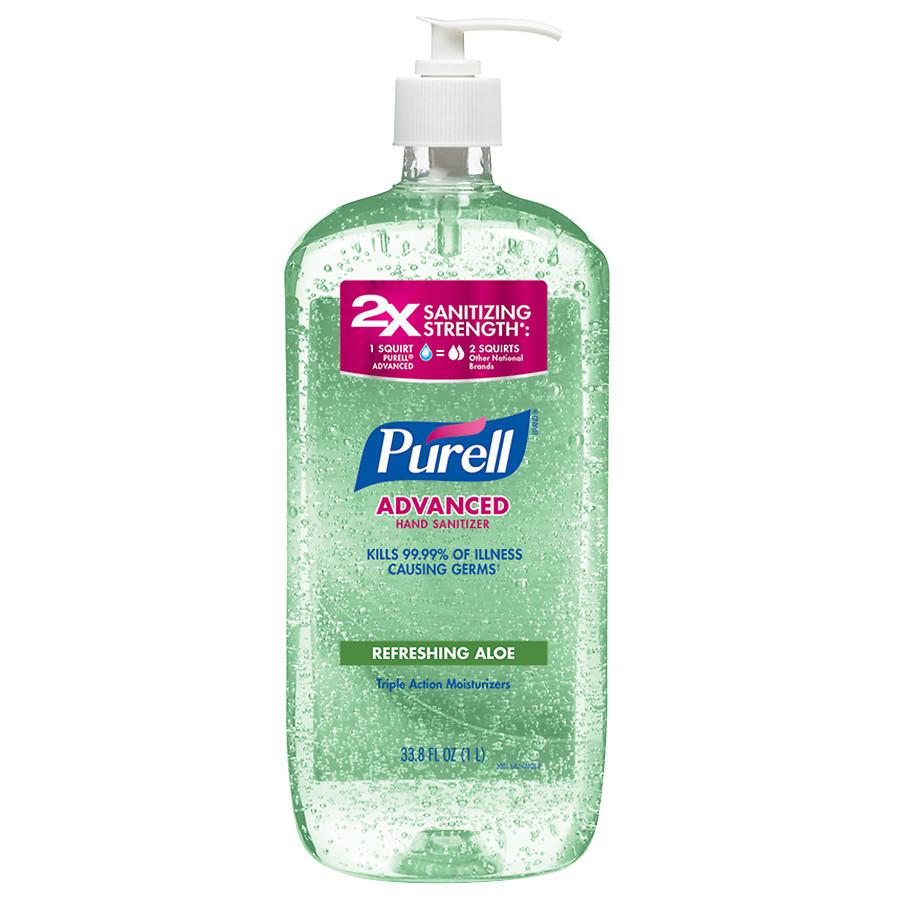 2X SANITIZING
STRENGTH*:
1 SQUIRT
PURELL®
ADVANCED
=
2 SQUIRTS
Other National
Brands
Purell
BRAND®
ADVANCED
HAND SANITIZER
KILLS 99.99% OF ILLNESS
CAUSING GERMS†
REFRESHING ALOE
Triple Action Moisturizers
33.8 FL OZ (1 L)